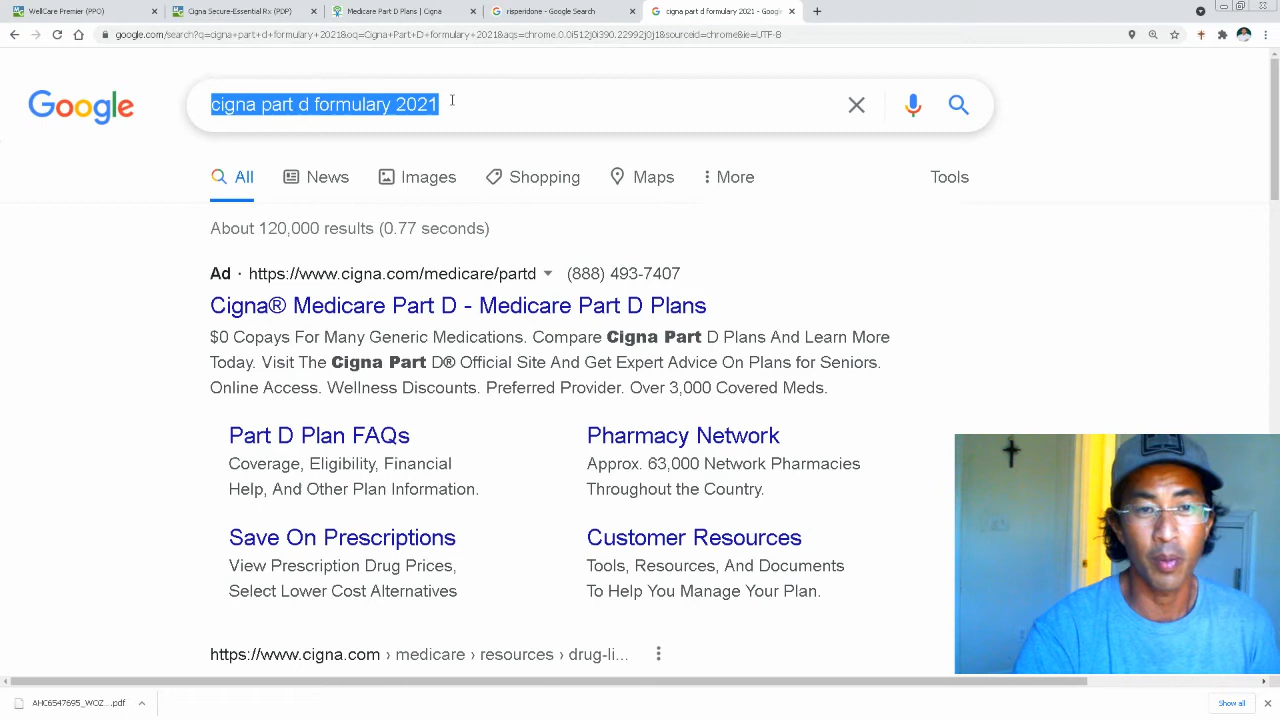 WellCare Premier (PPO)
Cigna Secure-Essential Rx (PDP)
Medicare Part D Plans | Cigna
risperidone - Google Search
cigna part d formulary 2021 - Googl
google.com/search?q=cigna+part+d+formulary+2021&oq=Cigna+Part+D+formulary+2021&aqs=chrome.0.0i512j0i390.22992j0j1&sourceid=chrome&ie=UTF-8
Google
cigna part d formulary 2021
All
News
Images
Shopping
Maps
More
Tools
About 120,000 results (0.77 seconds)
Ad · https://www.cigna.com/medicare/partd (888) 493-7407
Cigna® Medicare Part D - Medicare Part D Plans
$0 Copays For Many Generic Medications. Compare Cigna Part D Plans And Learn More
Today. Visit The Cigna Part D® Official Site And Get Expert Advice On Plans for Seniors.
Online Access. Wellness Discounts. Preferred Provider. Over 3,000 Covered Meds.
Part D Plan FAQs
Coverage, Eligibility, Financial
Help, And Other Plan Information.
Pharmacy Network
Approx. 63,000 Network Pharmacies
Throughout the Country.
Save On Prescriptions
View Prescription Drug Prices,
Select Lower Cost Alternatives
Customer Resources
Tools, Resources, And Documents
To Help You Manage Your Plan.
https://www.cigna.com › medicare › resources › drug-li...
AHC6547695_WOZ....pdf
Show all